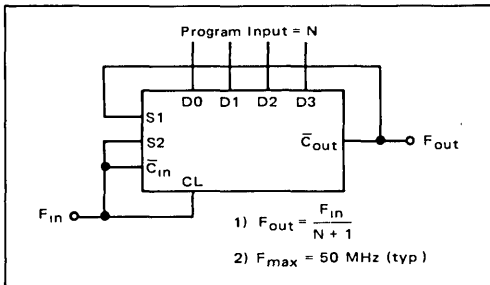 Program Input = N
D0 D1 D2 D3
S1
S2
C̅in
C̅out
Fout
CL
Fin
1) Fout = Fin / N + 1
2) Fmax = 50 MHz (typ)